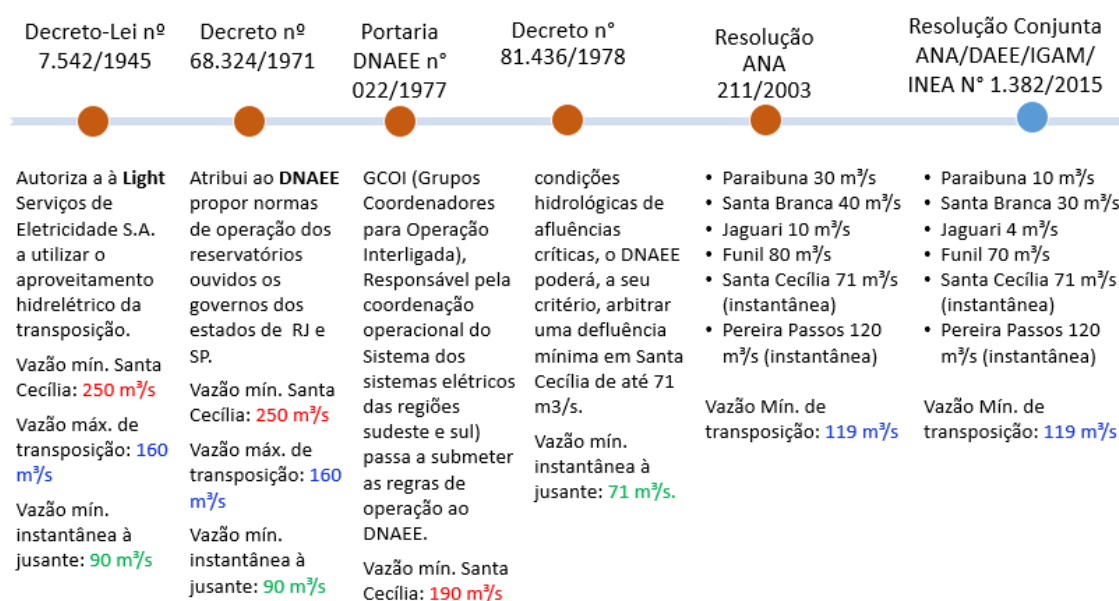 Decreto-Lei nº
7.542/1945
Decreto nº
68.324/1971
Portaria
DNAEE n°
022/1977
Decreto n°
81.436/1978
Resolução
ANA
211/2003
Resolução Conjunta
ANA/DAEE/IGAM/
INEA N° 1.382/2015
Autoriza a à Light
Serviços de
Eletricidade S.A.
a utilizar o
aproveitamento
hidrelétrico da
transposição.
Vazão mín. Santa
Cecília: 250 m³/s
Vazão máx. de
transposição: 160
m³/s
Vazão mín.
instantânea à
jusante: 90 m³/s
Atribui ao DNAEE
propor normas
de operação dos
reservatórios
ouvidos os
governos dos
estados de RJ e
SP.
Vazão mín. Santa
Cecília: 250 m³/s
Vazão máx. de
transposição: 160
m³/s
Vazão mín.
instantânea à
jusante: 90 m³/s
GCOI (Grupos
Coordenadores
para Operação
Interligada),
Responsável pela
coordenação
operacional do
Sistema dos
sistemas elétricos
das regiões
sudeste e sul)
passa a submeter
as regras de
operação ao
DNAEE.
Vazão mín. Santa
Cecília: 190 m³/s
condições
hidrológicas de
afluências
críticas, o DNAEE
poderá, a seu
critério, arbitrar
uma defluência
mínima em Santa
Cecília de até 71
m3/s.
Vazão mín.
instantânea à
jusante: 71 m³/s.
• Paraibuna 30 m³/s
• Santa Branca 40 m³/s
• Jaguari 10 m³/s
• Funil 80 m³/s
• Santa Cecília 71 m³/s
(instantânea)
• Pereira Passos 120
m³/s (instantânea)
Vazão Mín. de
transposição: 119 m³/s
• Paraibuna 10 m³/s
• Santa Branca 30 m³/s
• Jaguari 4 m³/s
• Funil 70 m³/s
• Santa Cecília 71 m³/s
(instantânea)
• Pereira Passos 120
m³/s (instantânea)
Vazão Mín. de
transposição: 119 m³/s